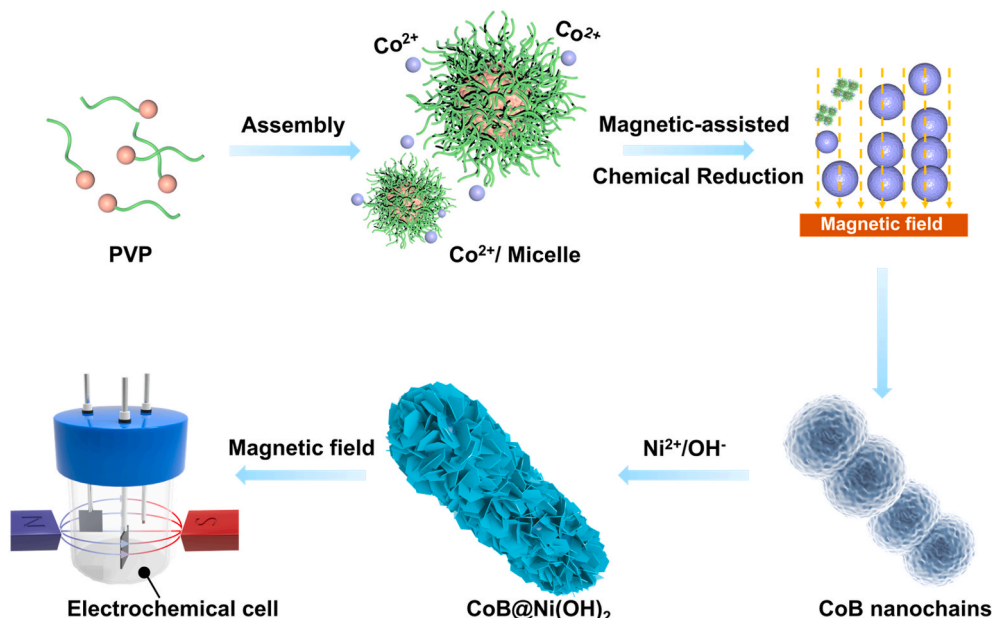 Co²⁺
Co²⁺
Assembly
Magnetic-assisted
Chemical Reduction
Magnetic field
PVP
Co²⁺/ Micelle
Magnetic field
Ni²⁺/OH⁻
N
S
Electrochemical cell
CoB@Ni(OH)₂
CoB nanochains